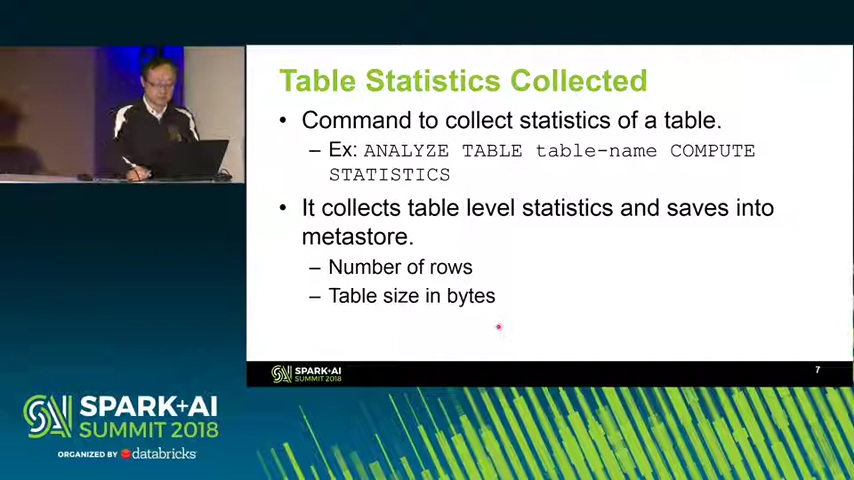 Table Statistics Collected
• Command to collect statistics of a table.
– Ex: ANALYZE TABLE table-name COMPUTE
STATISTICS
• It collects table level statistics and saves into
metastore.
– Number of rows
– Table size in bytes
SPARK+AI
SUMMIT 2018
7
SPARK+AI
SUMMIT 2018
ORGANIZED BY databricks